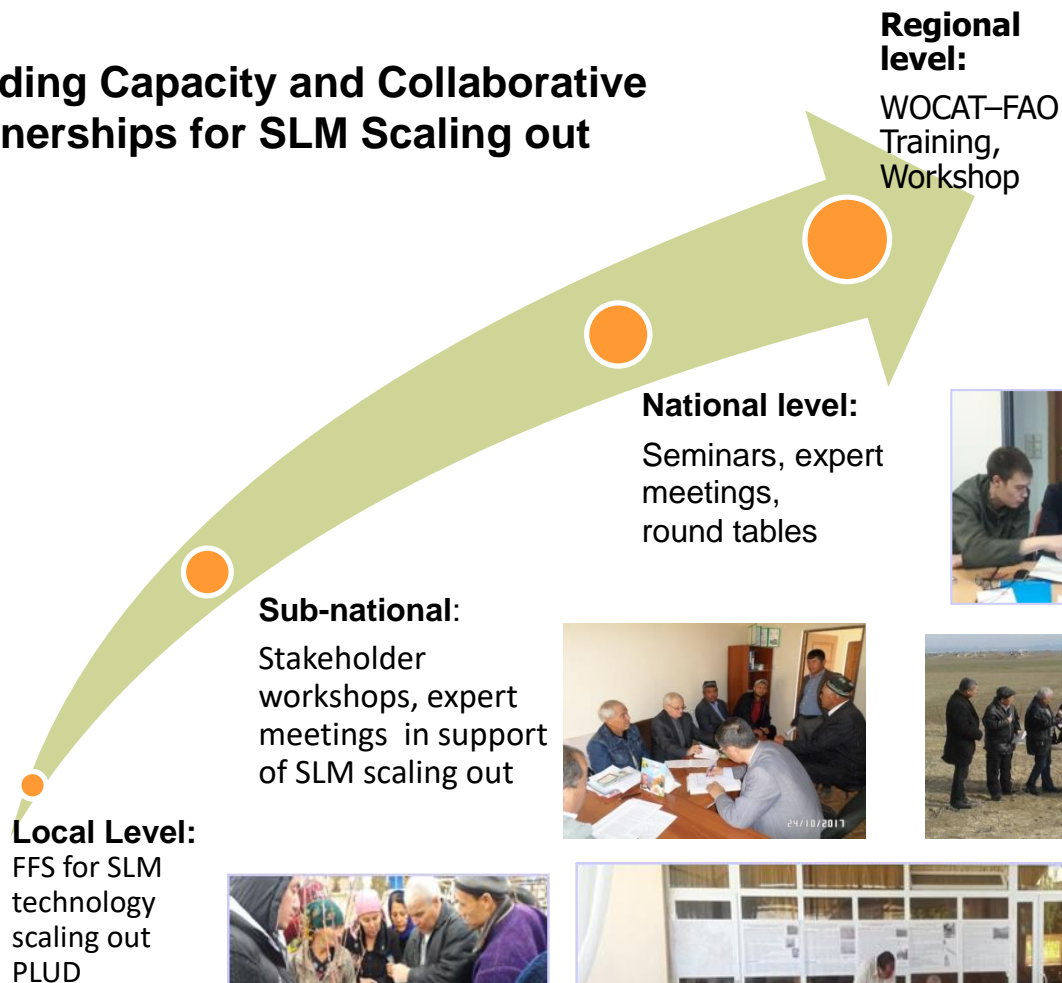 ding Capacity and Collaborative
nerships for SLM Scaling out
Regional
level:
WOCAT–FAO
Training,
Workshop
National level:
Seminars, expert
meetings,
round tables
Sub-national:
Stakeholder
workshops, expert
meetings in support
of SLM scaling out
24/10/2017
Local Level:
FFS for SLM
technology
scaling out
PLUD